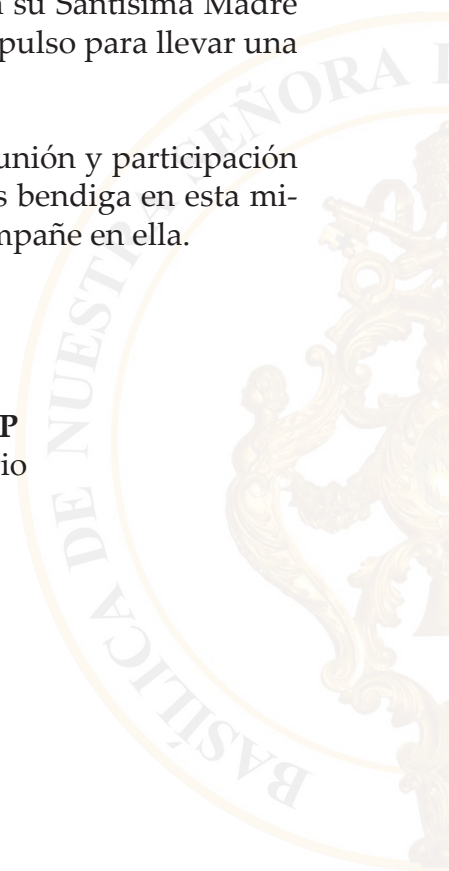 su Santísima Madre
pulso para llevar una
unión y participación
s bendiga en esta mi-
mpañe en ella.
P
io
BASÍLICA DE NUESTRA SEÑORA